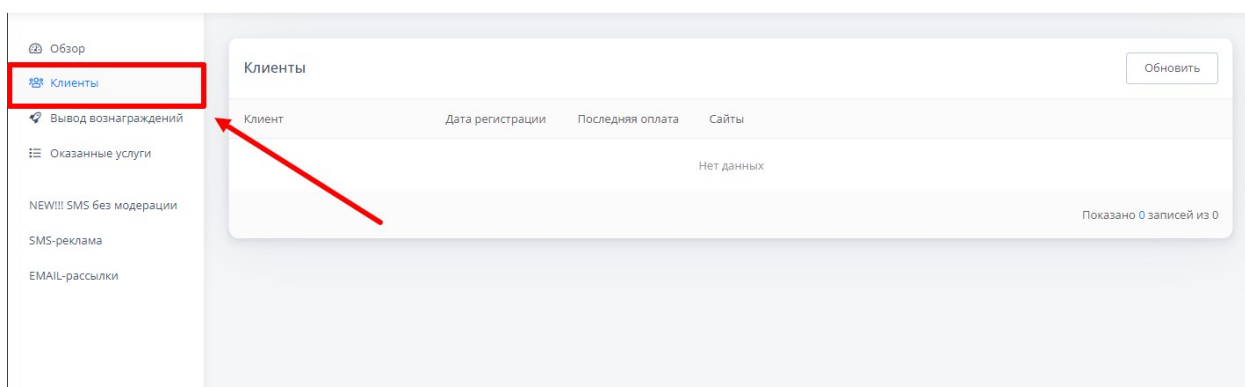 Обзор
Клиенты
Вывод вознаграждений
Оказанные услуги
NEW!!! SMS без модерации
SMS-реклама
EMAIL-рассылки
Клиенты
Обновить
Клиент Дата регистрации Последняя оплата Сайты
Нет данных
Показано 0 записей из 0